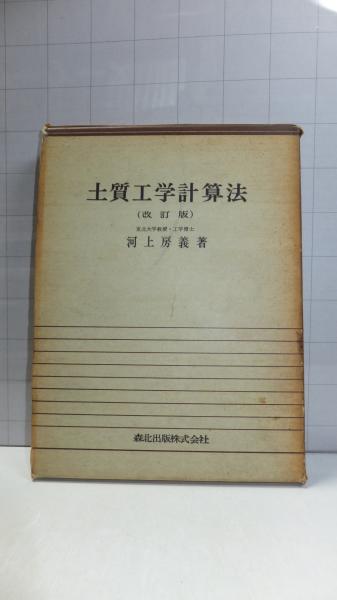 土質工学計算法
(改訂版)
東北大学教授・工学博士
河上房義著
森北出版株式会社